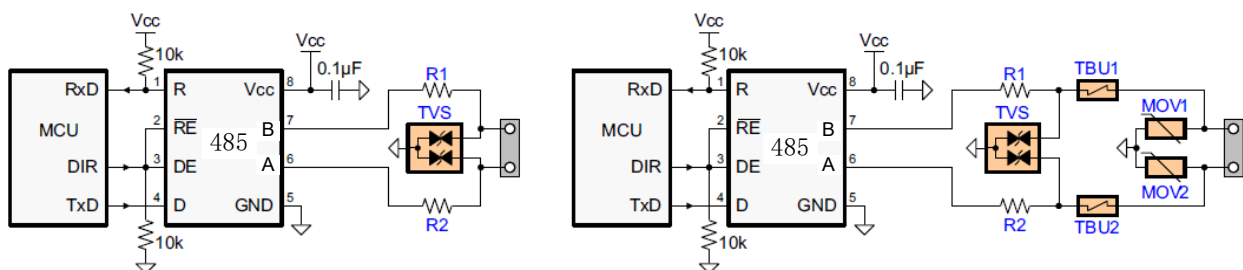 Vcc
10k
Vcc
0.1µF
RxD
MCU
DIR
TxD
1
2
3
4
R
RE
DE
D
485
Vcc
B
A
GND
8
7
6
5
10k
R1
TVS
R2
Vcc
10k
Vcc
0.1µF
RxD
MCU
DIR
TxD
1
2
3
4
R
RE
DE
D
485
Vcc
B
A
GND
8
7
6
5
10k
R1
TVS
R2
TBU1
MOV1
MOV2
TBU2